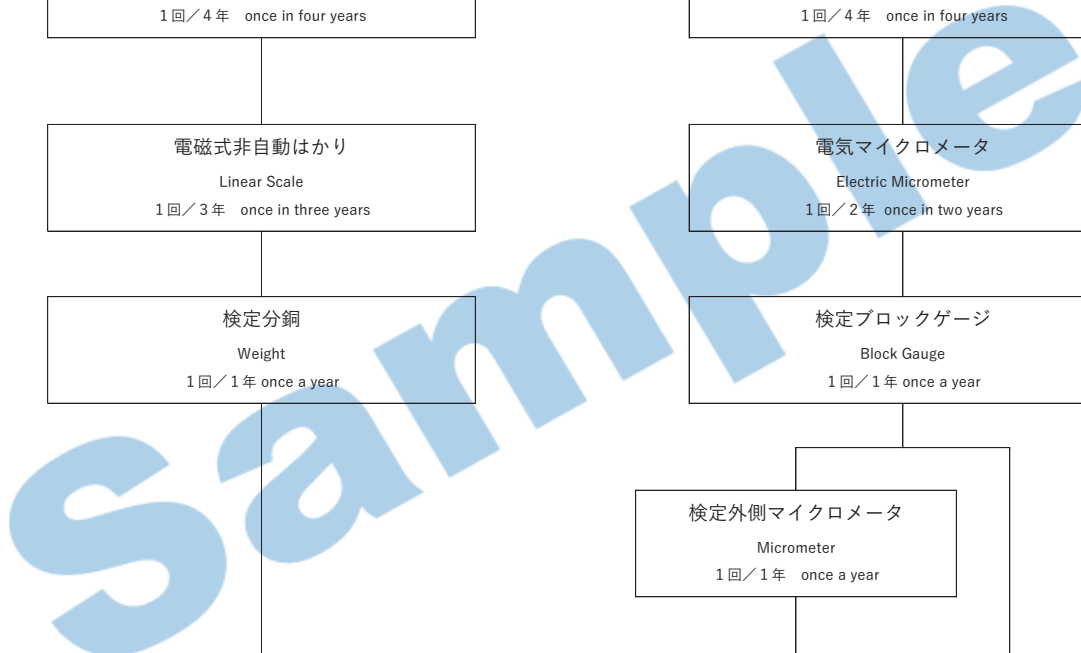 1回／4年 once in four years
電磁式非自動はかり
Linear Scale
1回／3年 once in three years
検定分銅
Weight
1回／1年 once a year
1回／4年 once in four years
電気マイクロメータ
Electric Micrometer
1回／2年 once in two years
検定ブロックゲージ
Block Gauge
1回／1年 once a year
検定外側マイクロメータ
Micrometer
1回／1年 once a year
Sample